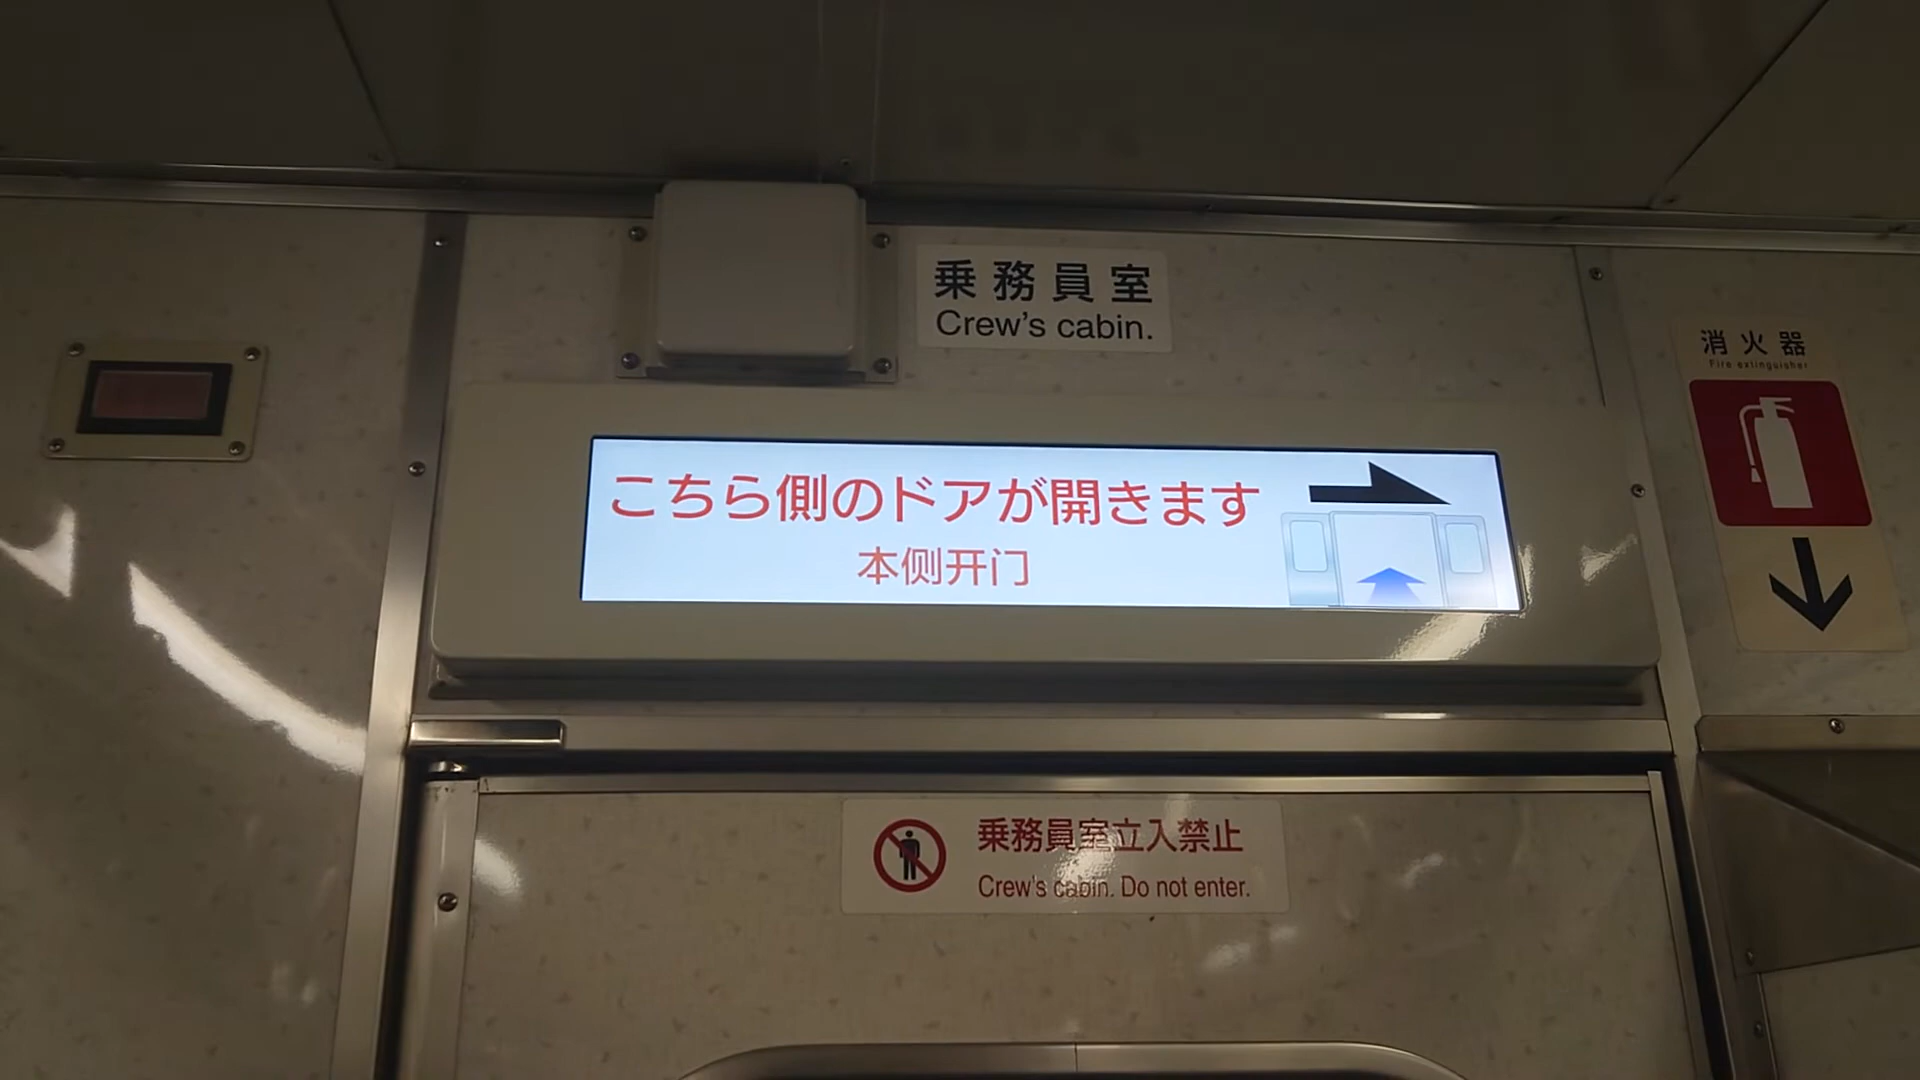 乗務員室
Crew's cabin.
消火器
Fire extinguisher
こちら側のドアが開きます
本侧开门
乗務員室立入禁止
Crew's cabin. Do not enter.